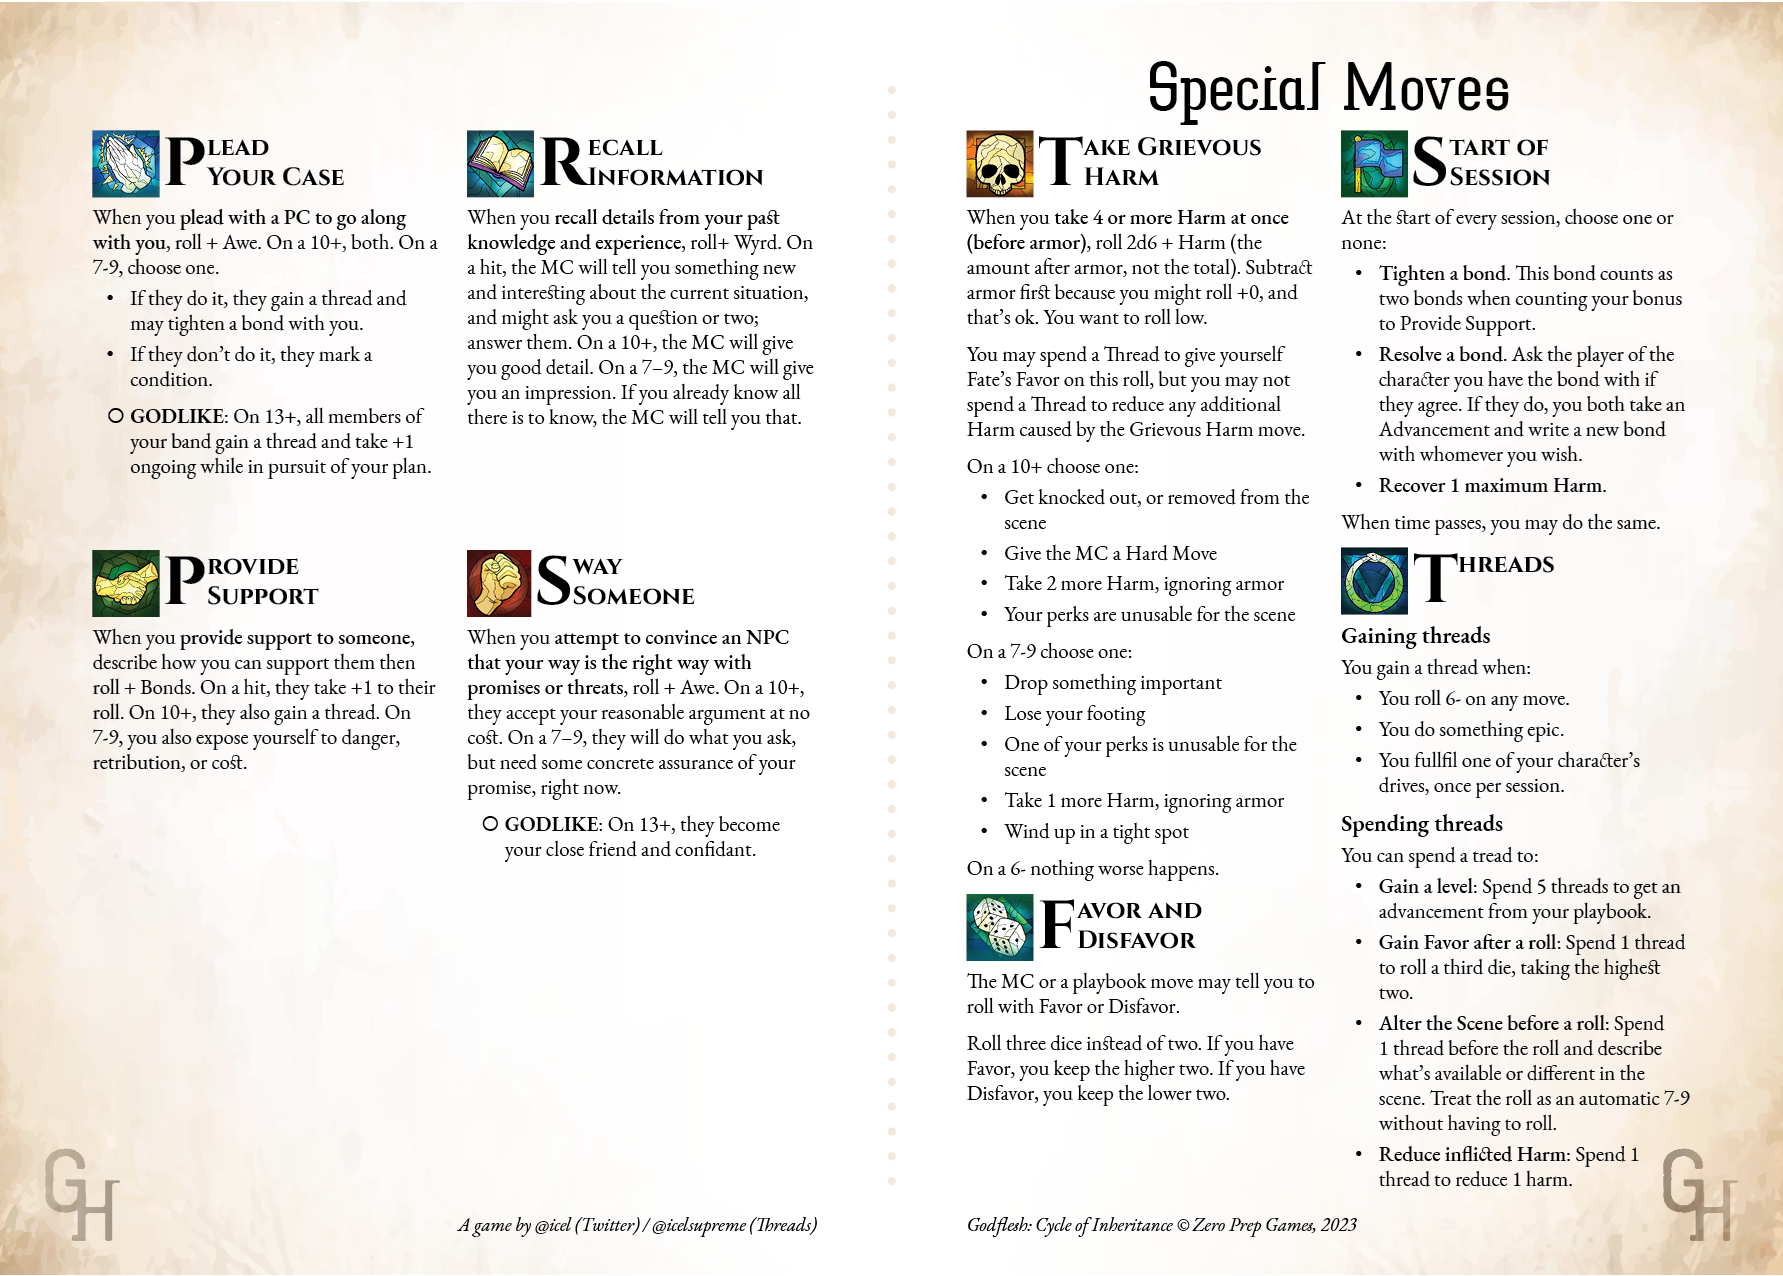 PLEAD
YOUR CASE
When you plead with a PC to go along
with you, roll + Awe. On a 10+, both. On a
7-9, choose one.
• If they do it, they gain a thread and
may tighten a bond with you.
• If they don't do it, they mark a
condition.
GODLIKE: On 13+, all members of
your band gain a thread and take +1
ongoing while in pursuit of your plan.
RECALL
INFORMATION
When you recall details from your past
knowledge and experience, roll+ Wyrd. On
a hit, the MC will tell you something new
and interesting about the current situation,
and might ask you a question or two;
answer them. On a 10+, the MC will give
you good detail. On a 7–9, the MC will give
you an impression. If you already know all
there is to know, the MC will tell you that.
PROVIDE
SUPPORT
When you provide support to someone,
describe how you can support them then
roll + Bonds. On a hit, they take +1 to their
roll. On 10+, they also gain a thread. On
7-9, you also expose yourself to danger,
retribution, or cost.
SWAY
SOMEONE
When you attempt to convince an NPC
that your way is the right way with
promises or threats, roll + Awe. On a 10+,
they accept your reasonable argument at no
cost. On a 7–9, they will do what you ask,
but need some concrete assurance of your
promise, right now.
GODLIKE: On 13+, they become
your close friend and confidant.
GH
A game by @icel (Twitter) / @icelsupreme (Threads)
Special Moves
TAKE GRIEVOUS
HARM
When you take 4 or more Harm at once
(before armor), roll 2d6 + Harm (the
amount after armor, not the total). Subtract
armor first because you might roll +0, and
that's ok. You want to roll low.
You may spend a Thread to give yourself
Fate's Favor on this roll, but you may not
spend a Thread to reduce any additional
Harm caused by the Grievous Harm move.
On a 10+ choose one:
• Get knocked out, or removed from the
scene
• Give the MC a Hard Move
• Take 2 more Harm, ignoring armor
• Your perks are unusable for the scene
On a 7-9 choose one:
• Drop something important
• Lose your footing
• One of your perks is unusable for the
scene
• Take 1 more Harm, ignoring armor
• Wind up in a tight spot
On a 6- nothing worse happens.
FAVOR AND
DISFAVOR
The MC or a playbook move may tell you to
roll with Favor or Disfavor.
Roll three dice instead of two. If you have
Favor, you keep the higher two. If you have
Disfavor, you keep the lower two.
START OF
SESSION
At the start of every session, choose one or
none:
• Tighten a bond. This bond counts as
two bonds when counting your bonus
to Provide Support.
• Resolve a bond. Ask the player of the
character you have the bond with if
they agree. If they do, you both take an
Advancement and write a new bond
with whomever you wish.
• Recover 1 maximum Harm.
When time passes, you may do the same.
THREADS
Gaining threads
You gain a thread when:
• You roll 6- on any move.
• You do something epic.
• You fullfil one of your character's
drives, once per session.
Spending threads
You can spend a tread to:
• Gain a level: Spend 5 threads to get an
advancement from your playbook.
• Gain Favor after a roll: Spend 1 thread
to roll a third die, taking the highest
two.
• Alter the Scene before a roll: Spend
1 thread before the roll and describe
what's available or different in the
scene. Treat the roll as an automatic 7-9
without having to roll.
• Reduce inflicted Harm: Spend 1
thread to reduce 1 harm.
Godflesh: Cycle of Inheritance © Zero Prep Games, 2023
GH